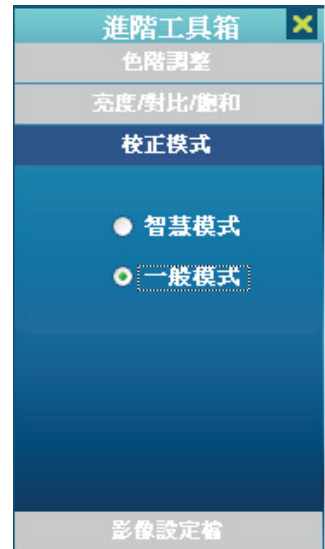 進階工具箱
色階調整
亮度/對比/飽和
校正模式
智慧模式
一般模式
影像設定檔